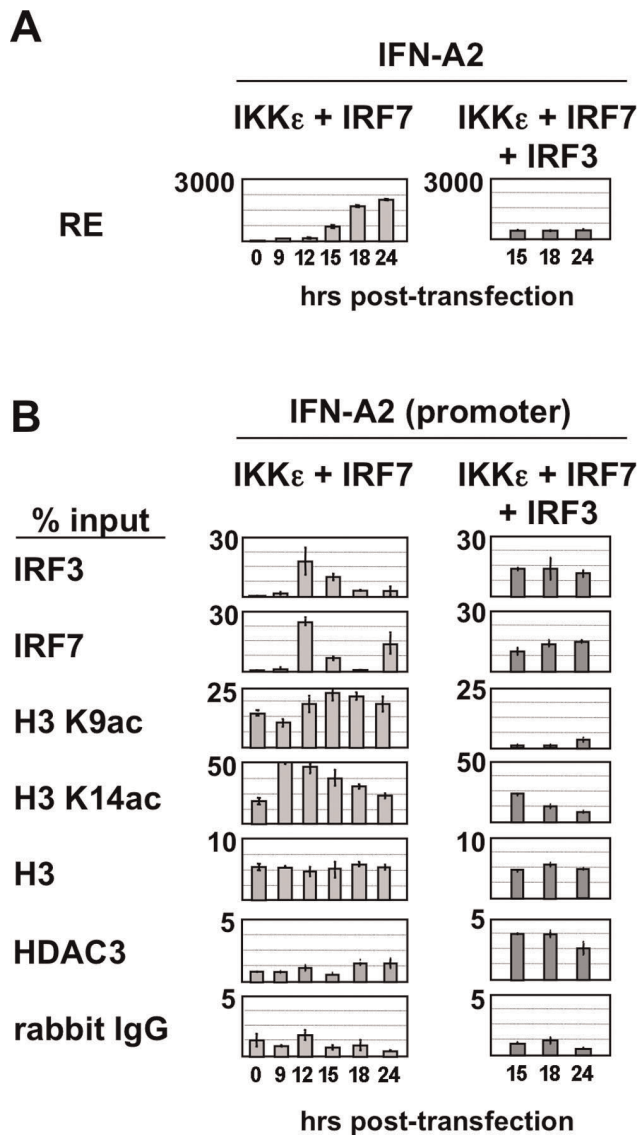 A
IFN-A2
IKKε + IRF7
IKKε + IRF7
+ IRF3
3000
3000
RE
0 9 12 15 18 24
15 18 24
hrs post-transfection
B
IFN-A2 (promoter)
IKKε + IRF7
IKKε + IRF7
+ IRF3
% input
30
30
IRF3
30
30
IRF7
25
25
H3 K9ac
50
50
H3 K14ac
10
10
H3
5
5
HDAC3
5
5
rabbit IgG
0 9 12 15 18 24
15 18 24
hrs post-transfection